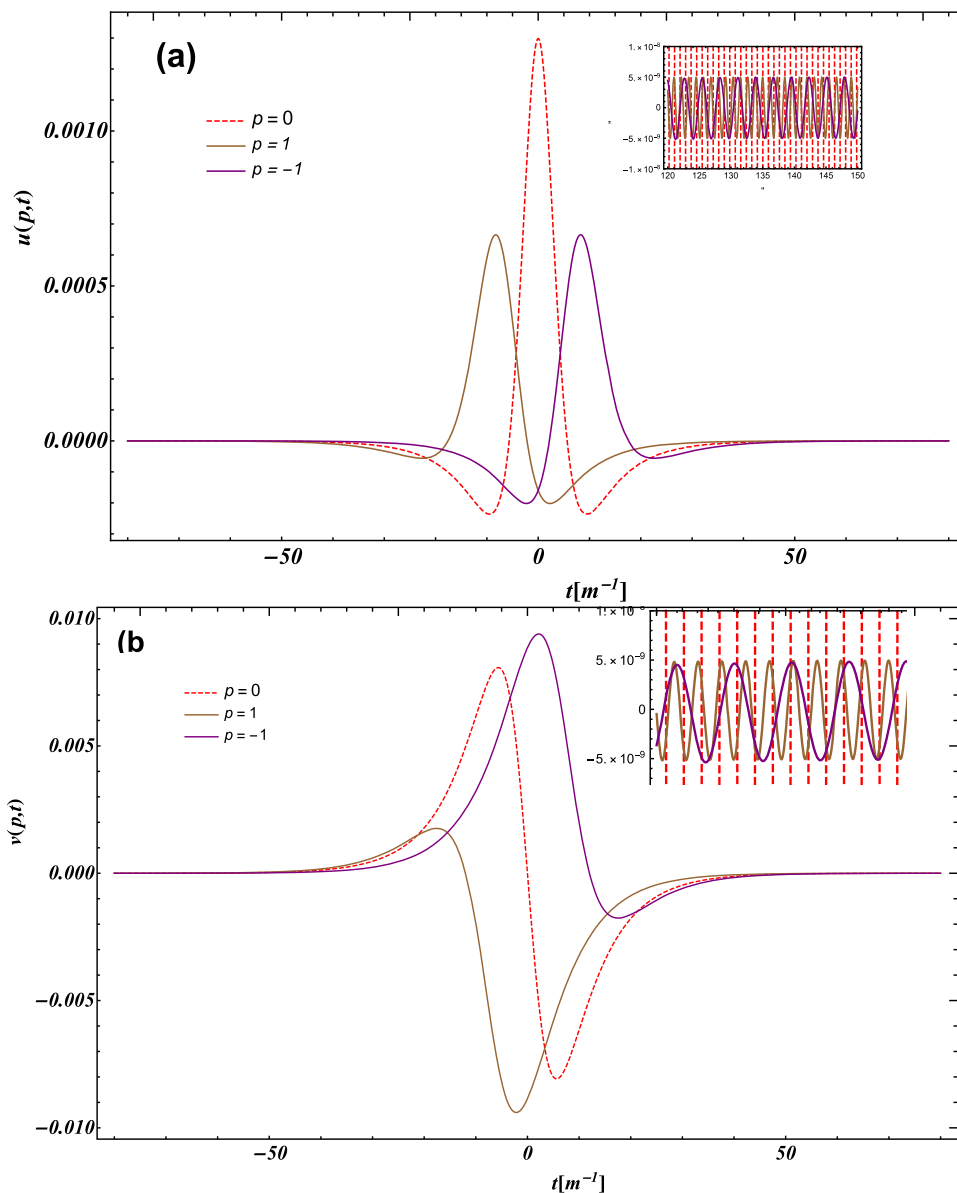 (a)
p = 0
p = 1
p = −1
u(p,t)
0.0010
0.0005
0.0000
−50 0 50
t[m⁻¹]
1.×10⁻⁸
5.×10⁻⁹
0
−5.×10⁻⁹
−1.×10⁻⁸
120 125 130 135 140 145 150
(b)
p = 0
p = 1
p = −1
v(p,t)
0.010
0.005
0.000
−0.005
−0.010
−50 0 50
t[m⁻¹]
5.×10⁻⁹
0
−5.×10⁻⁹